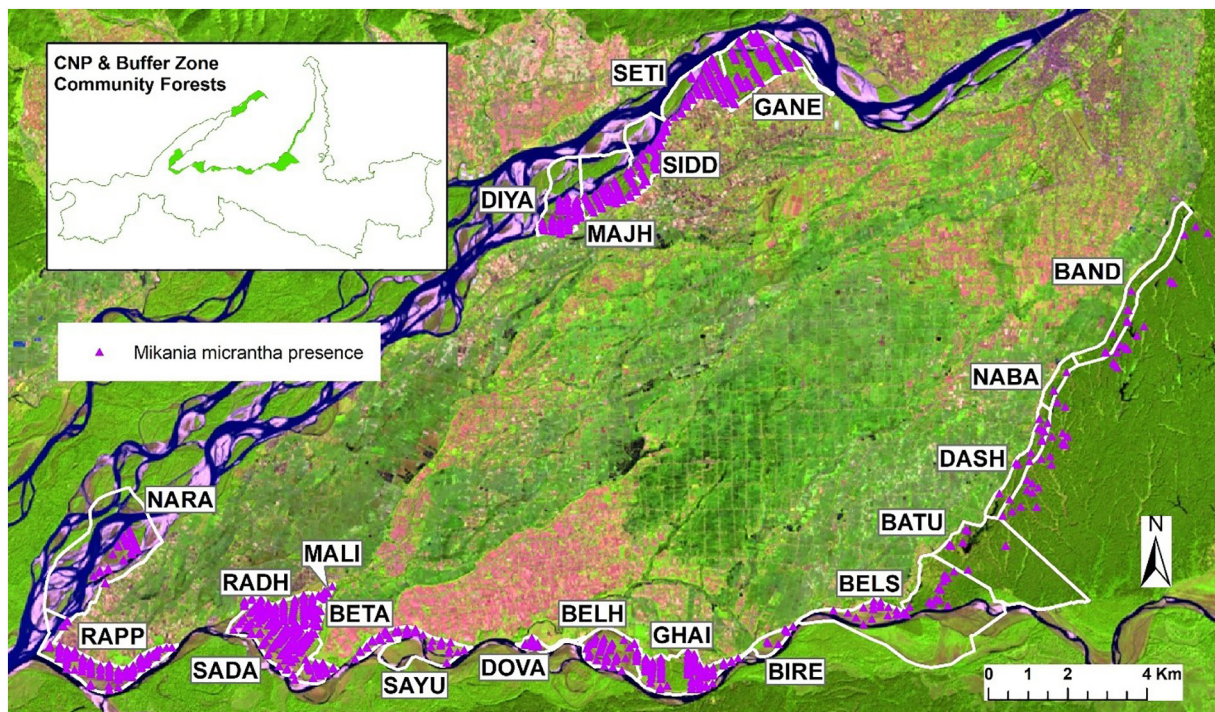 CNP & Buffer Zone
Community Forests
SETI
GANE
SIDD
DIYA
MAJH
BAND
Mikania micrantha presence
NABA
DASH
NARA
BATU
MALI
RADH
BETA
BELS
BELH
RAPP
GHAI
SADA
SAYU
DOVA
BIRE
N
0 1 2 4 Km